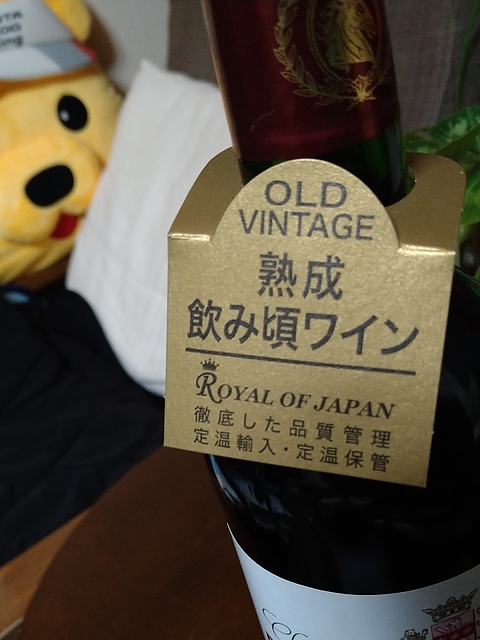 OLD
VINTAGE
熟成
飲み頃ワイン
ROYAL OF JAPAN
徹底した品質管理
定温輸入・定温保管